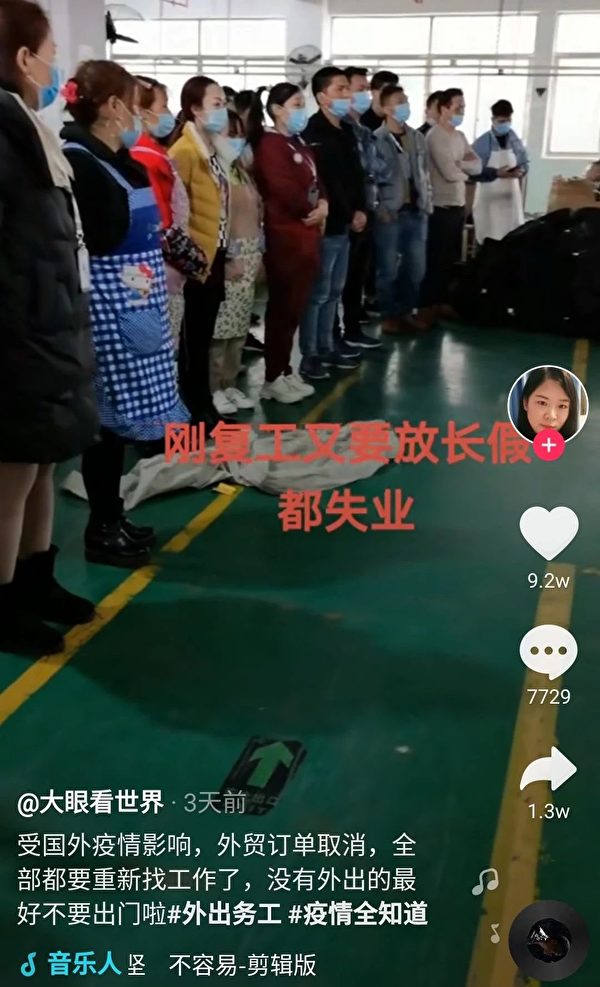 刚复工又要放长假
都失业
9.2w
7729
1.3w
@大眼看世界 · 3天前
受国外疫情影响，外贸订单取消，全
部都要重新找工作了，没有外出的最
好不要出门啦#外出务工 #疫情全知道
音乐人 坚 不容易-剪辑版